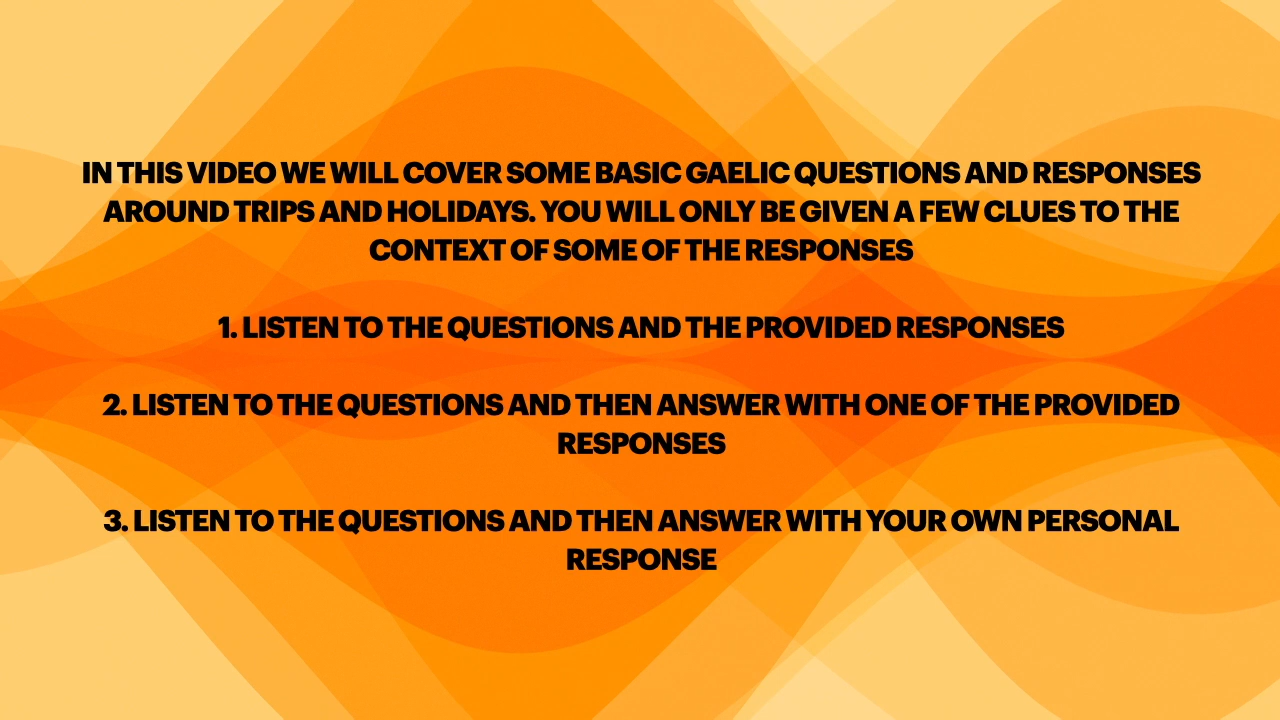 IN THIS VIDEO WE WILL COVER SOME BASIC GAELIC QUESTIONS AND RESPONSES
AROUND TRIPS AND HOLIDAYS. YOU WILL ONLY BE GIVEN A FEW CLUES TO THE
CONTEXT OF SOME OF THE RESPONSES
1. LISTEN TO THE QUESTIONS AND THE PROVIDED RESPONSES
2. LISTEN TO THE QUESTIONS AND THEN ANSWER WITH ONE OF THE PROVIDED
RESPONSES
3. LISTEN TO THE QUESTIONS AND THEN ANSWER WITH YOUR OWN PERSONAL
RESPONSE